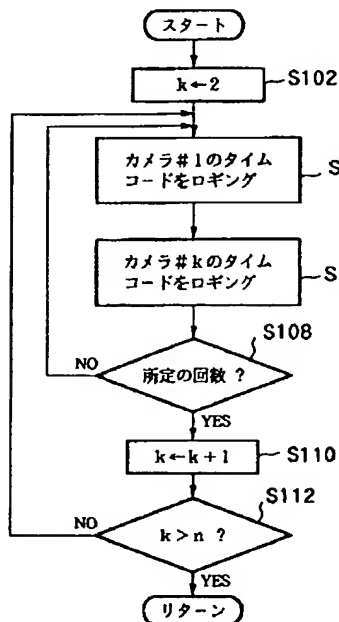 スタート
k←2
S102
カメラ#1のタイム
コードをロギング
S
カメラ#kのタイム
コードをロギング
S
S108
所定の回数 ?
NO
YES
k←k+1
S110
S112
k>n ?
NO
YES
リターン